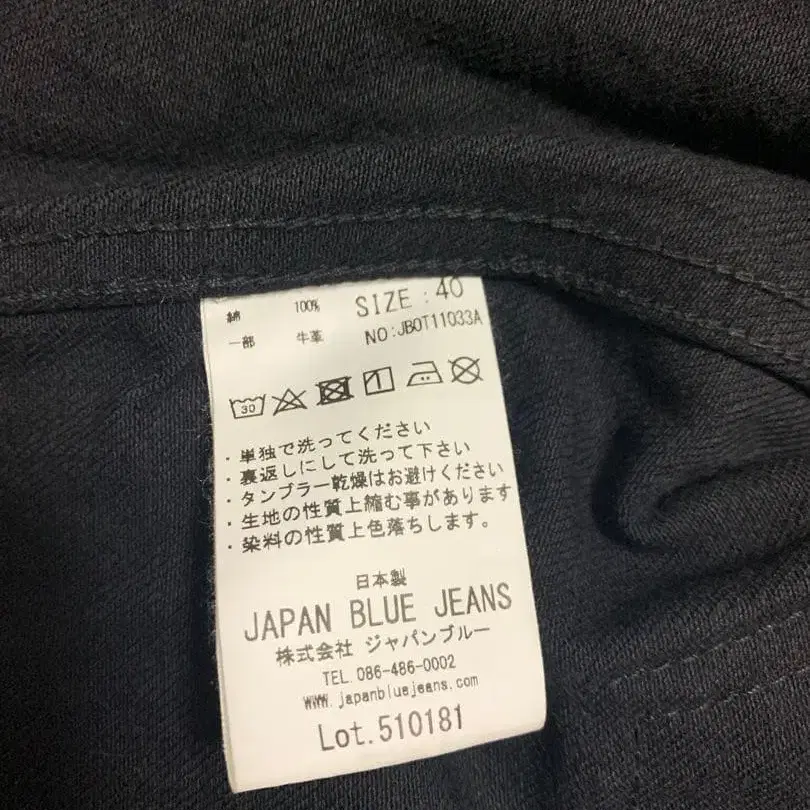 綿 100% SIZE : 40
一部 牛革 NO:JBOT11033A
30
・単独で洗ってください
・裏返しにして洗って下さい
・タンブラー乾燥はお避けください
・生地の性質上縮む事があります
・染料の性質上色落ちします。
日本製
JAPAN BLUE JEANS
株式会社 ジャパンブルー
TEL.086-486-0002
www.japanbluejeans.com
Lot.510181